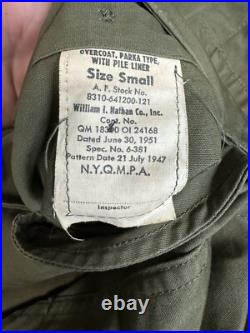 OVERCOAT, PARKA TYPE,
WITH PILE LINER
Size Small
A. F. Stock No.
8310-641200-121
William I. Nathan Co., Inc.
Cont. No.
QM 18340 OI 24168
Dated June 30, 1951
Spec. No. 6-381
Pattern Date 21 July 1947
N.Y.Q.M.P.A.
Inspector